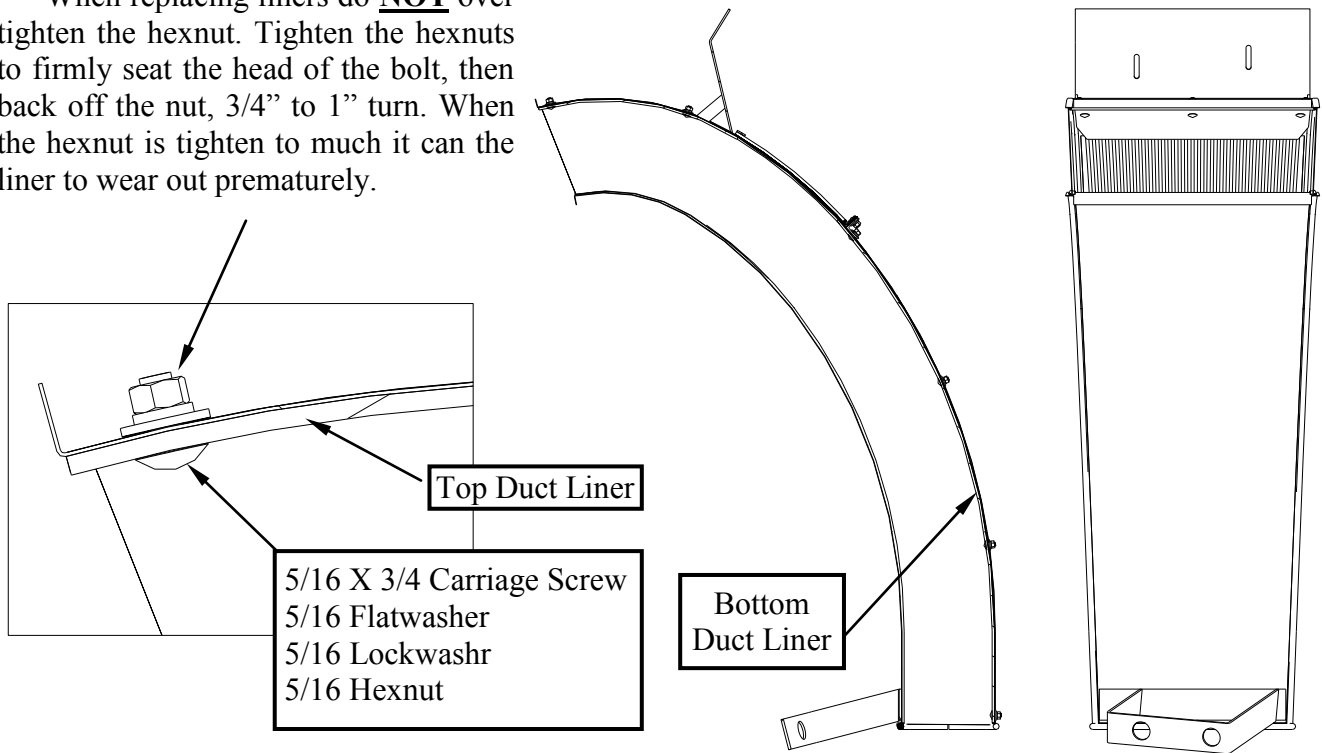 When replacing liners do NOT over
tighten the hexnut. Tighten the hexnuts
to firmly seat the head of the bolt, then
back off the nut, 3/4” to 1” turn. When
the hexnut is tighten to much it can the
liner to wear out prematurely.
Top Duct Liner
5/16 X 3/4 Carriage Screw
5/16 Flatwasher
5/16 Lockwashr
5/16 Hexnut
Bottom
Duct Liner